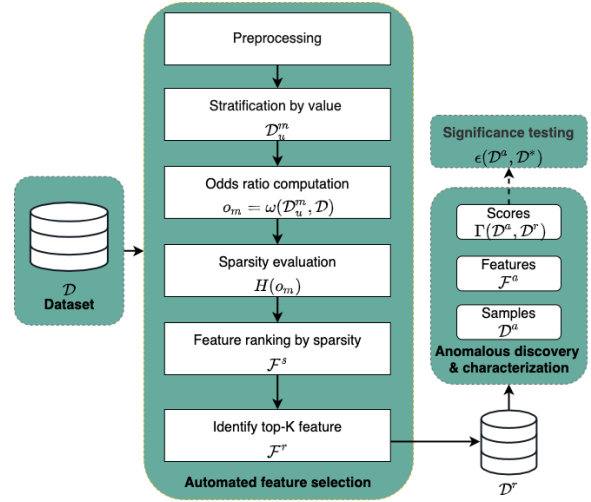 Preprocessing
Stratification by value
𝒟ᵤᵐ
Odds ratio computation
oₘ = ω(𝒟ᵤᵐ, 𝒟)
Sparsity evaluation
H(oₘ)
Feature ranking by sparsity
ℱˢ
Identify top-K feature
ℱʳ
Automated feature selection
𝒟
Dataset
Significance testing
ϵ(𝒟ᵃ, 𝒟*)
Scores
Γ(𝒟ᵃ, 𝒟ʳ)
Features
ℱᵃ
Samples
𝒟ᵃ
Anomalous discovery
& characterization
𝒟ʳ